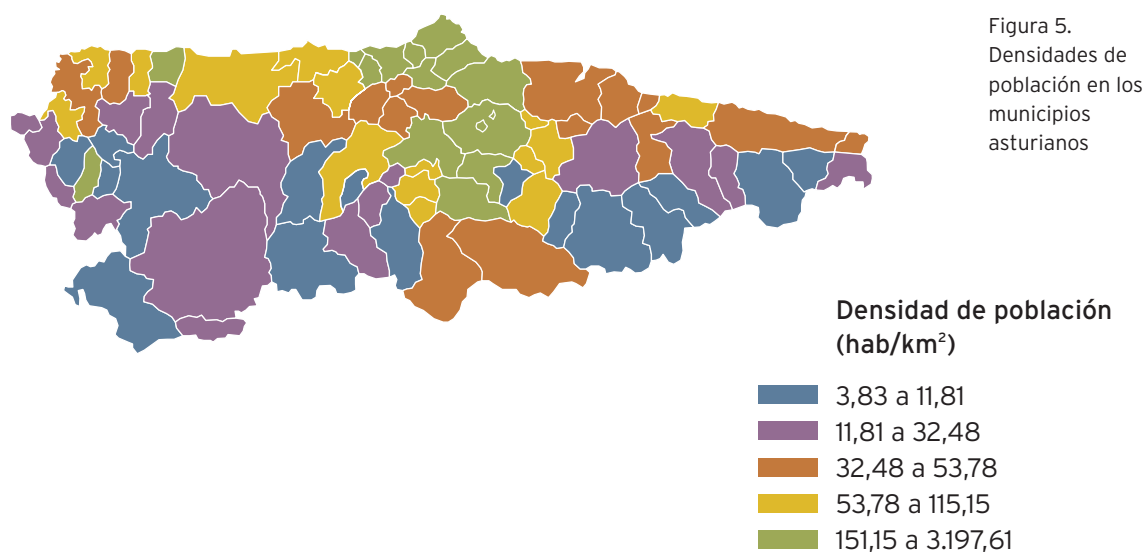 Figura 5.
Densidades de
población en los
municipios
asturianos
Densidad de población
(hab/km²)
3,83 a 11,81
11,81 a 32,48
32,48 a 53,78
53,78 a 115,15
151,15 a 3.197,61